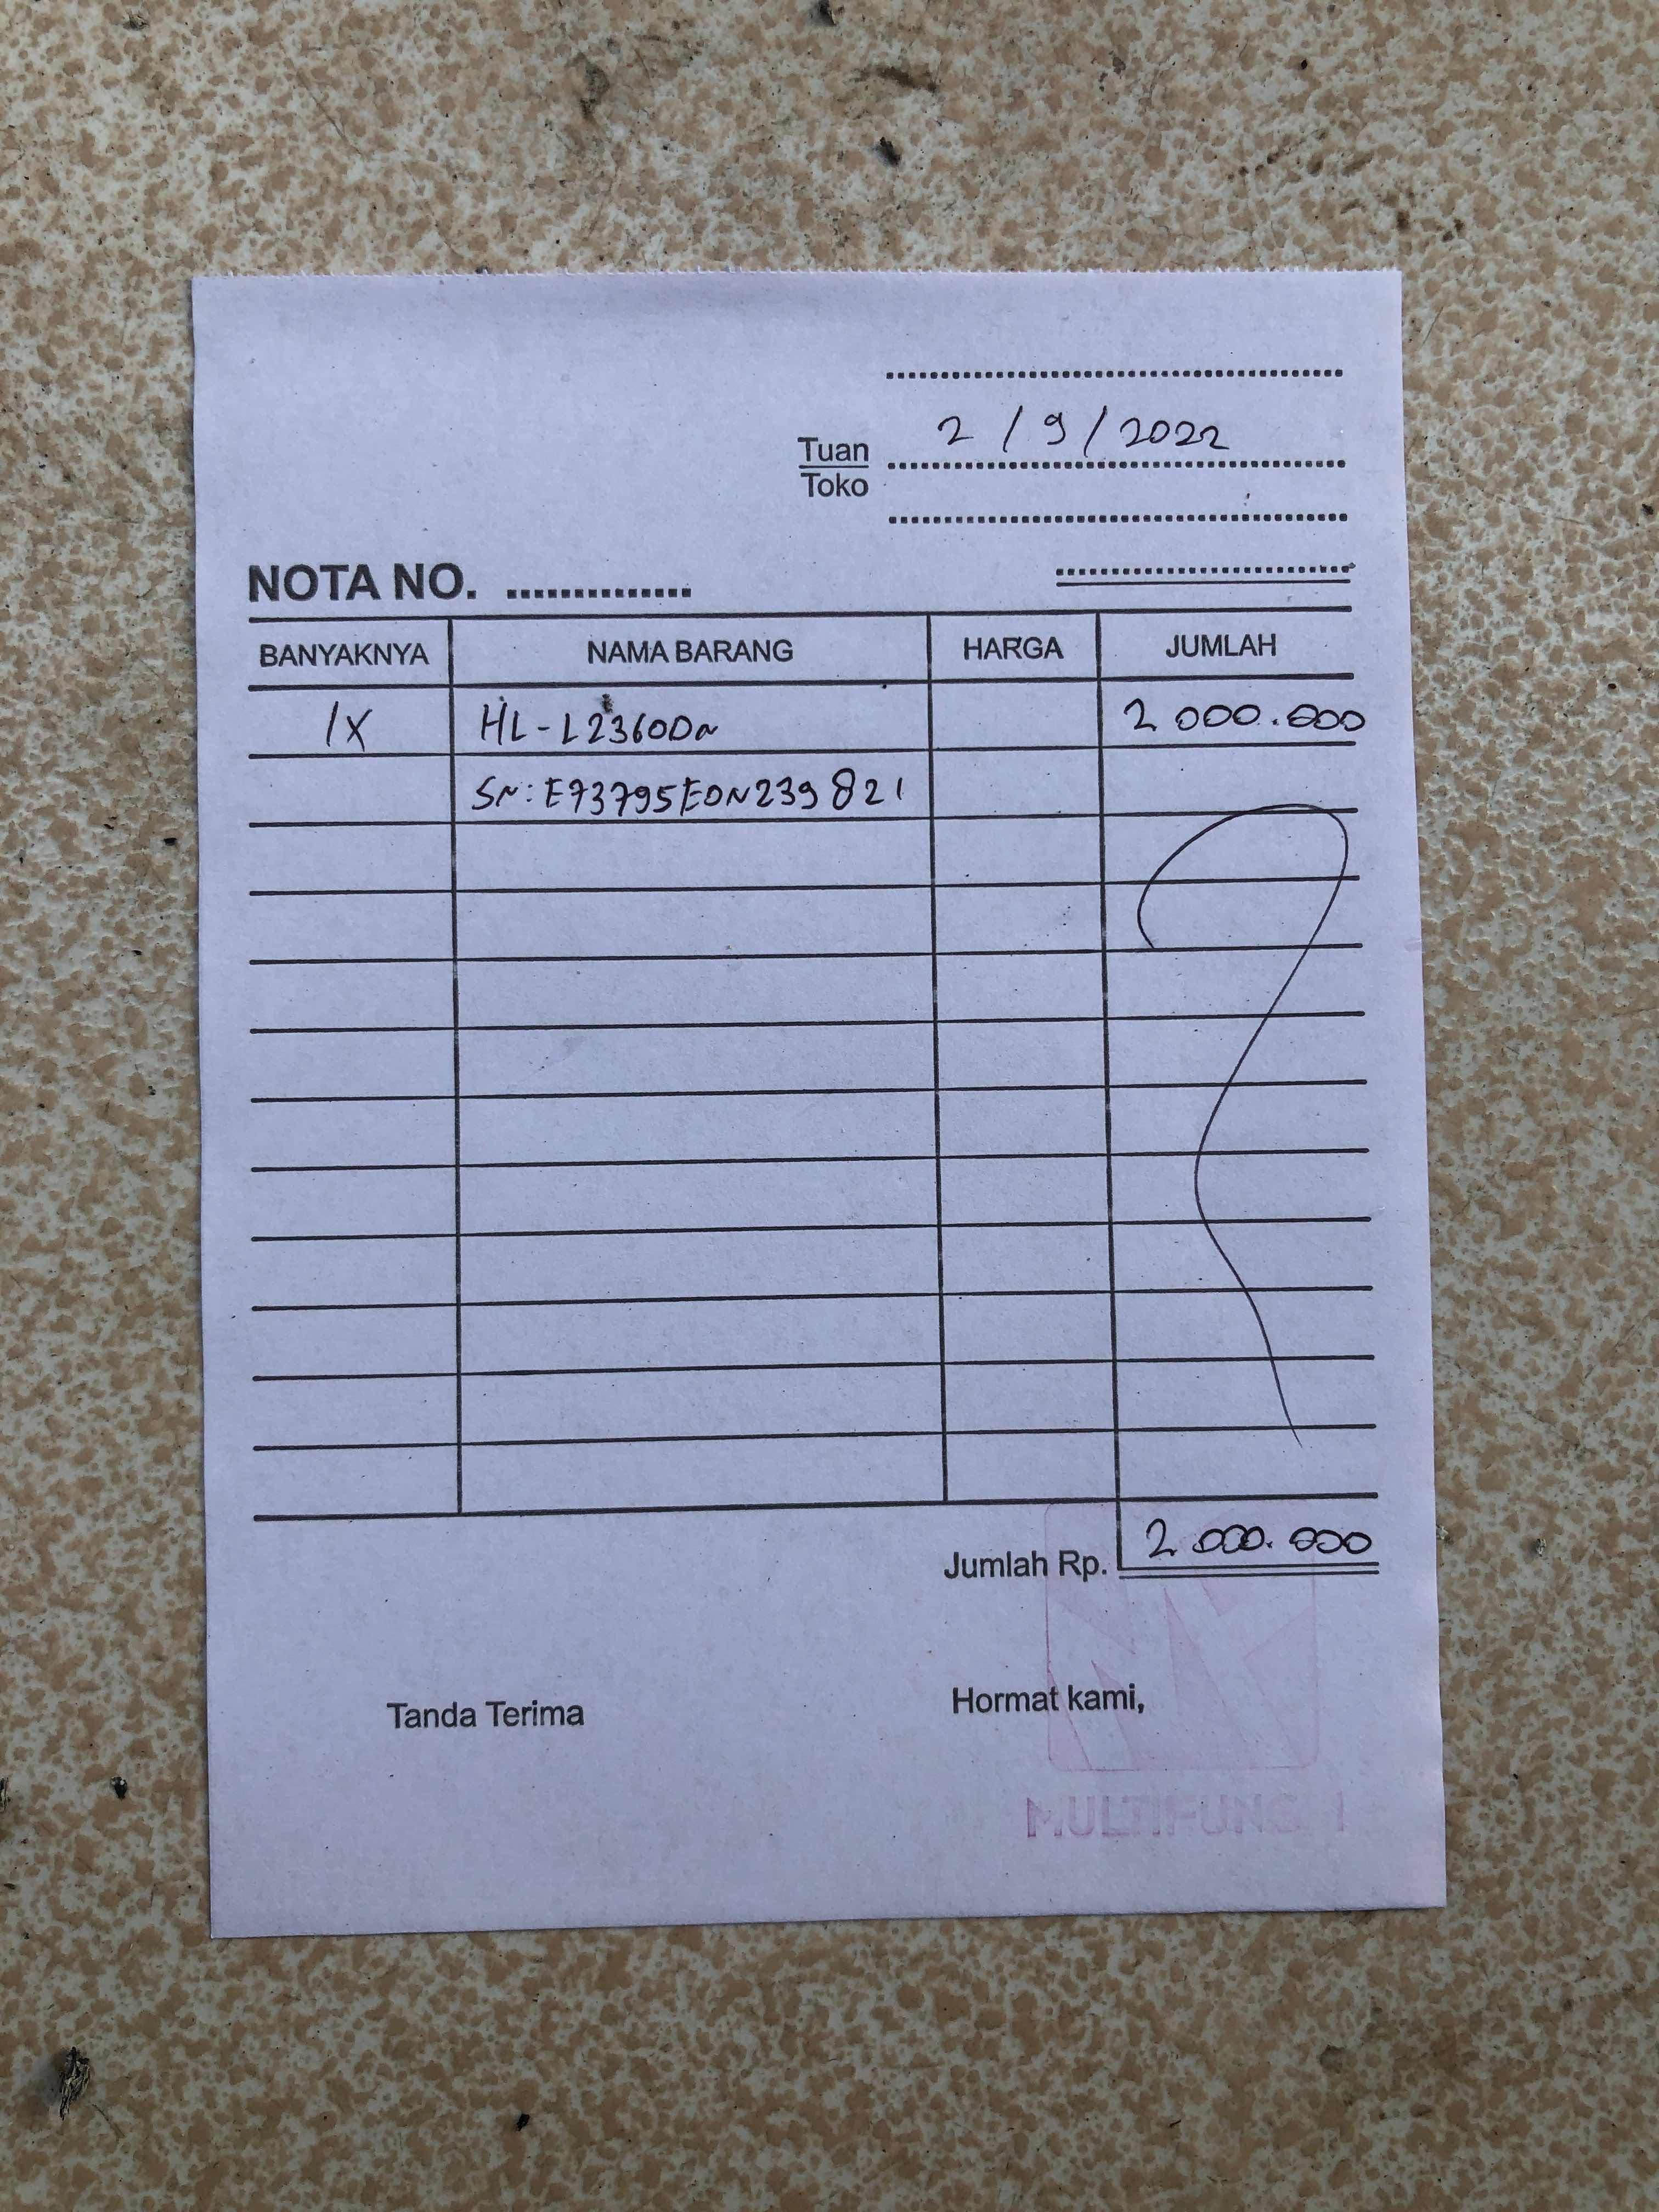 2 / 9 / 2022
Tuan
Toko
NOTA NO.
BANYAKNYA NAMA BARANG HARGA JUMLAH
1X HL-L2360Dn 2 000.000
SN: E73795E0N239821
Jumlah Rp. 2 000.000
Tanda Terima Hormat kami,
MULTIFUNGSI